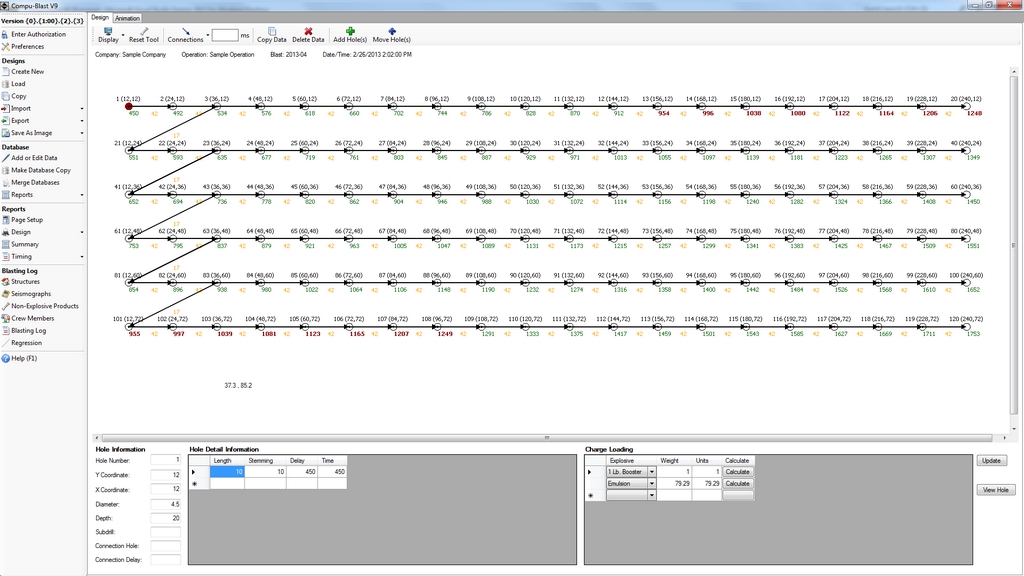 Compu-Blast V9
Version {0}.{1:00}.{2}.{3}
Enter Authorization
Preferences
Designs
Create New
Load
Copy
Import
Export
Save As Image
Database
Add or Edit Data
Make Database Copy
Merge Databases
Reports
Reports
Page Setup
Design
Summary
Timing
Blasting Log
Structures
Seismographs
Non-Explosive Products
Crew Members
Blasting Log
Regression
Help (F1)
Design Animation
Display Reset Tool Connections ms Copy Data Delete Data Add Hole(s) Move Hole(s)
Company: Sample Company Operation: Sample Operation Blast: 2013-04 Date/Time: 2/26/2013 2:02:00 PM
1 (12,12) 2 (24,12) 3 (36,12) 4 (48,12) 5 (60,12) 6 (72,12) 7 (84,12) 8 (96,12) 9 (108,12) 10 (120,12) 11 (132,12) 12 (144,12) 13 (156,12) 14 (168,12) 15 (180,12) 16 (192,12) 17 (204,12) 18 (216,12) 19 (228,12) 20 (240,12)
450 42 492 42 534 42 576 42 618 42 660 42 702 42 744 42 786 42 828 42 870 42 912 42 954 42 996 42 1038 42 1080 42 1122 42 1164 42 1206 42 1248
17
21 (12,24) 22 (24,24) 23 (36,24) 24 (48,24) 25 (60,24) 26 (72,24) 27 (84,24) 28 (96,24) 29 (108,24) 30 (120,24) 31 (132,24) 32 (144,24) 33 (156,24) 34 (168,24) 35 (180,24) 36 (192,24) 37 (204,24) 38 (216,24) 39 (228,24) 40 (240,24)
551 42 593 42 635 42 677 42 719 42 761 42 803 42 845 42 887 42 929 42 971 42 1013 42 1055 42 1097 42 1139 42 1181 42 1223 42 1265 42 1307 42 1349
17
41 (12,36) 42 (24,36) 43 (36,36) 44 (48,36) 45 (60,36) 46 (72,36) 47 (84,36) 48 (96,36) 49 (108,36) 50 (120,36) 51 (132,36) 52 (144,36) 53 (156,36) 54 (168,36) 55 (180,36) 56 (192,36) 57 (204,36) 58 (216,36) 59 (228,36) 60 (240,36)
652 42 694 42 736 42 778 42 820 42 862 42 904 42 946 42 988 42 1030 42 1072 42 1114 42 1156 42 1198 42 1240 42 1282 42 1324 42 1366 42 1408 42 1450
17
61 (12,48) 62 (24,48) 63 (36,48) 64 (48,48) 65 (60,48) 66 (72,48) 67 (84,48) 68 (96,48) 69 (108,48) 70 (120,48) 71 (132,48) 72 (144,48) 73 (156,48) 74 (168,48) 75 (180,48) 76 (192,48) 77 (204,48) 78 (216,48) 79 (228,48) 80 (240,48)
753 42 795 42 837 42 879 42 921 42 963 42 1005 42 1047 42 1089 42 1131 42 1173 42 1215 42 1257 42 1299 42 1341 42 1383 42 1425 42 1467 42 1509 42 1551
17
81 (12,60) 82 (24,60) 83 (36,60) 84 (48,60) 85 (60,60) 86 (72,60) 87 (84,60) 88 (96,60) 89 (108,60) 90 (120,60) 91 (132,60) 92 (144,60) 93 (156,60) 94 (168,60) 95 (180,60) 96 (192,60) 97 (204,60) 98 (216,60) 99 (228,60) 100 (240,60)
854 42 896 42 938 42 980 42 1022 42 1064 42 1106 42 1148 42 1190 42 1232 42 1274 42 1316 42 1358 42 1400 42 1442 42 1484 42 1526 42 1568 42 1610 42 1652
17
101 (12,72) 102 (24,72) 103 (36,72) 104 (48,72) 105 (60,72) 106 (72,72) 107 (84,72) 108 (96,72) 109 (108,72) 110 (120,72) 111 (132,72) 112 (144,72) 113 (156,72) 114 (168,72) 115 (180,72) 116 (192,72) 117 (204,72) 118 (216,72) 119 (228,72) 120 (240,72)
955 42 997 42 1039 42 1081 42 1123 42 1165 42 1207 42 1249 42 1291 42 1333 42 1375 42 1417 42 1459 42 1501 42 1543 42 1585 42 1627 42 1669 42 1711 42 1753
37.3 , 85.2
Hole Information
Hole Number: 1
Y Coordinate: 12
X Coordinate: 12
Diameter: 4.5
Depth: 20
Subdrill:
Connection Hole:
Connection Delay:
Hole Detail Information
Length Stemming Delay Time
10 10 450 450
Charge Loading
Explosive Weight Units Calculate
1 Lb. Booster 1 1 Calculate
Emulsion 79.29 79.29 Calculate
Update
View Hole